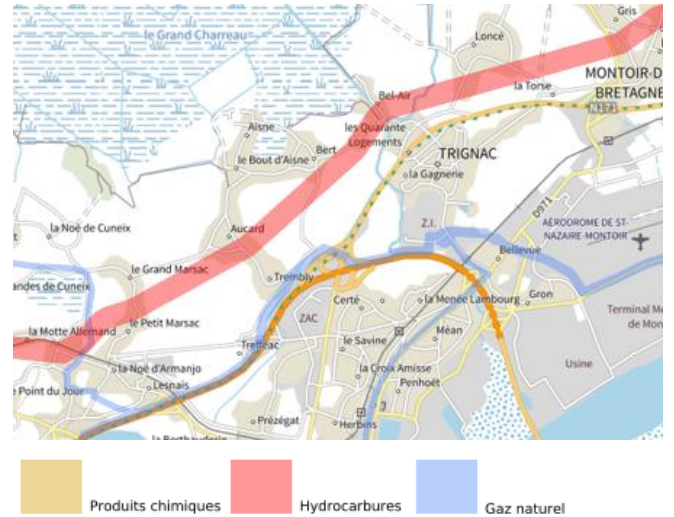 Gris
le Grand Charreau
Loncé
MONTOIR-D
BRETAGNE
la Torse
Bel-Air
N171
Aisne
les Quarante
Logements
Bert
le Bout d'Aisne
TRIGNAC
la Gagnerie
D971
la Noë de Cuneix
Aucard
Z.I.
AÉRODROME DE ST-
NAZAIRE-MONTOIR
Bellevue
le Grand Marsac
Trembly
andes de Cuneix
Certé
la Menée Lambourg
Gron
Terminal Mé
de Mon
la Motte Allemand
le Petit Marsac
ZAC
Méan
le Savine
Trefféac
Usine
la Noë d'Armanjo
la Croix Amisse
Lesnais
Penhoët
e Point du Jour
Prézégat
Herbins
la Berthauderie
Produits chimiques
Hydrocarbures
Gaz naturel